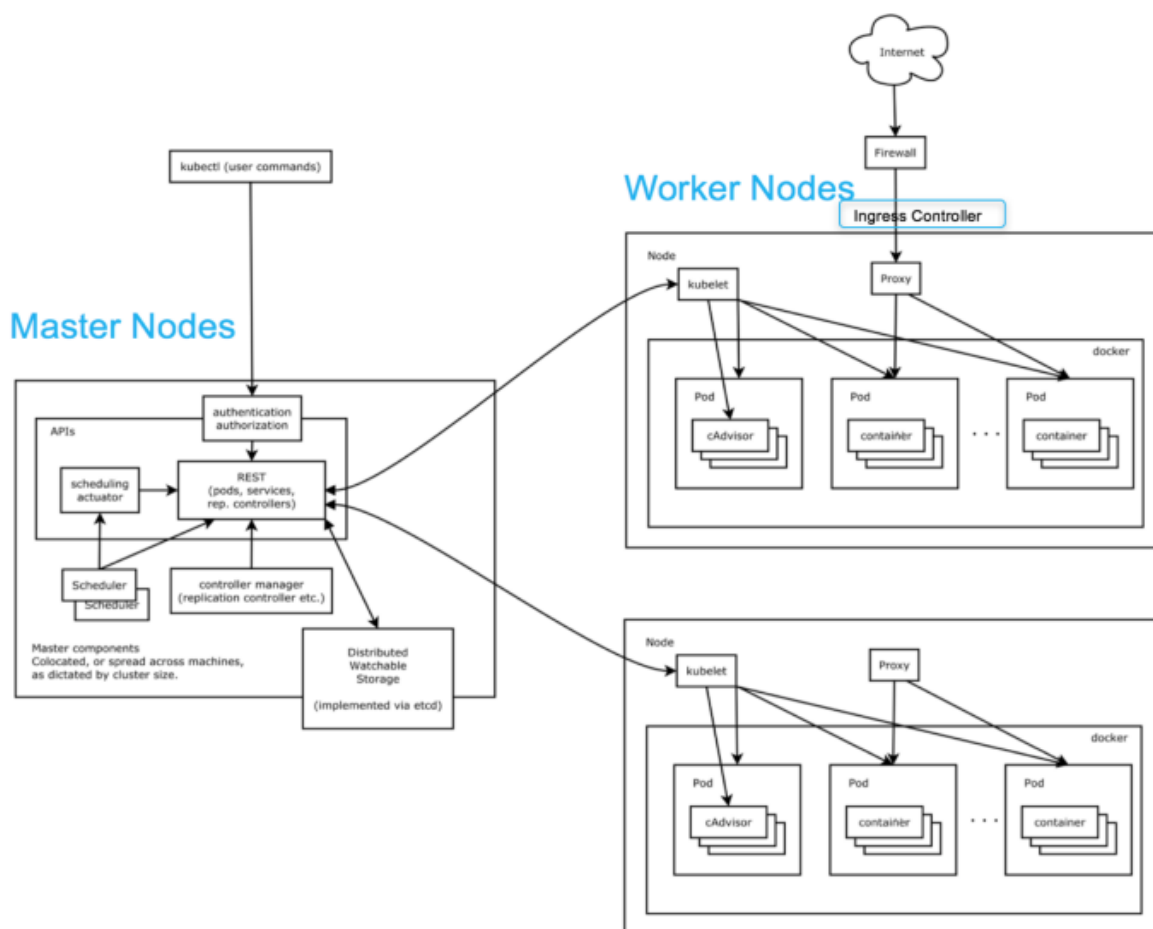 Internet
kubectl (user commands)
Firewall
Worker Nodes
Ingress Controller
Master Nodes
Node
kubelet
Proxy
docker
Pod
cAdvisor
Pod
container
. . .
Pod
container
authentication
authorization
APIs
scheduling
actuator
REST
(pods, services,
rep. controllers)
Scheduler
Scheduler
controller manager
(replication controller etc.)
Master components
Colocated, or spread across machines,
as dictated by cluster size.
Distributed
Watchable
Storage
(implemented via etcd)
Node
kubelet
Proxy
docker
Pod
cAdvisor
Pod
container
. . .
Pod
container